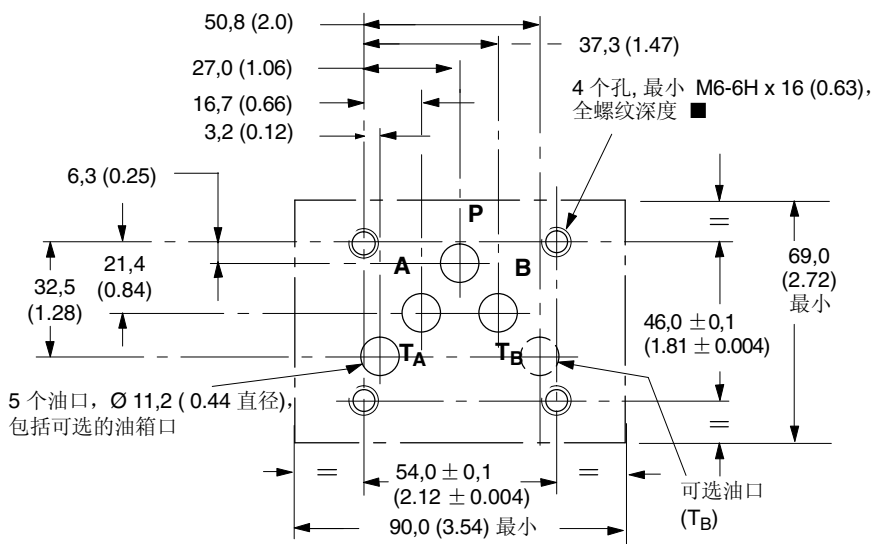 50,8 (2.0)
37,3 (1.47)
27,0 (1.06)
4 个孔, 最小 M6-6H x 16 (0.63),
全螺纹深度 ■
16,7 (0.66)
3,2 (0.12)
6,3 (0.25)
P
=
A
B
21,4
(0.84)
32,5
(1.28)
69,0
(2.72)
最小
46,0 ± 0,1
(1.81 ± 0.004)
TA
TB
5 个油口，Ø 11,2 ( 0.44 直径),
包括可选的油箱口
=
=
54,0 ± 0,1
(2.12 ± 0.004)
=
可选油口
(TB)
90,0 (3.54) 最小